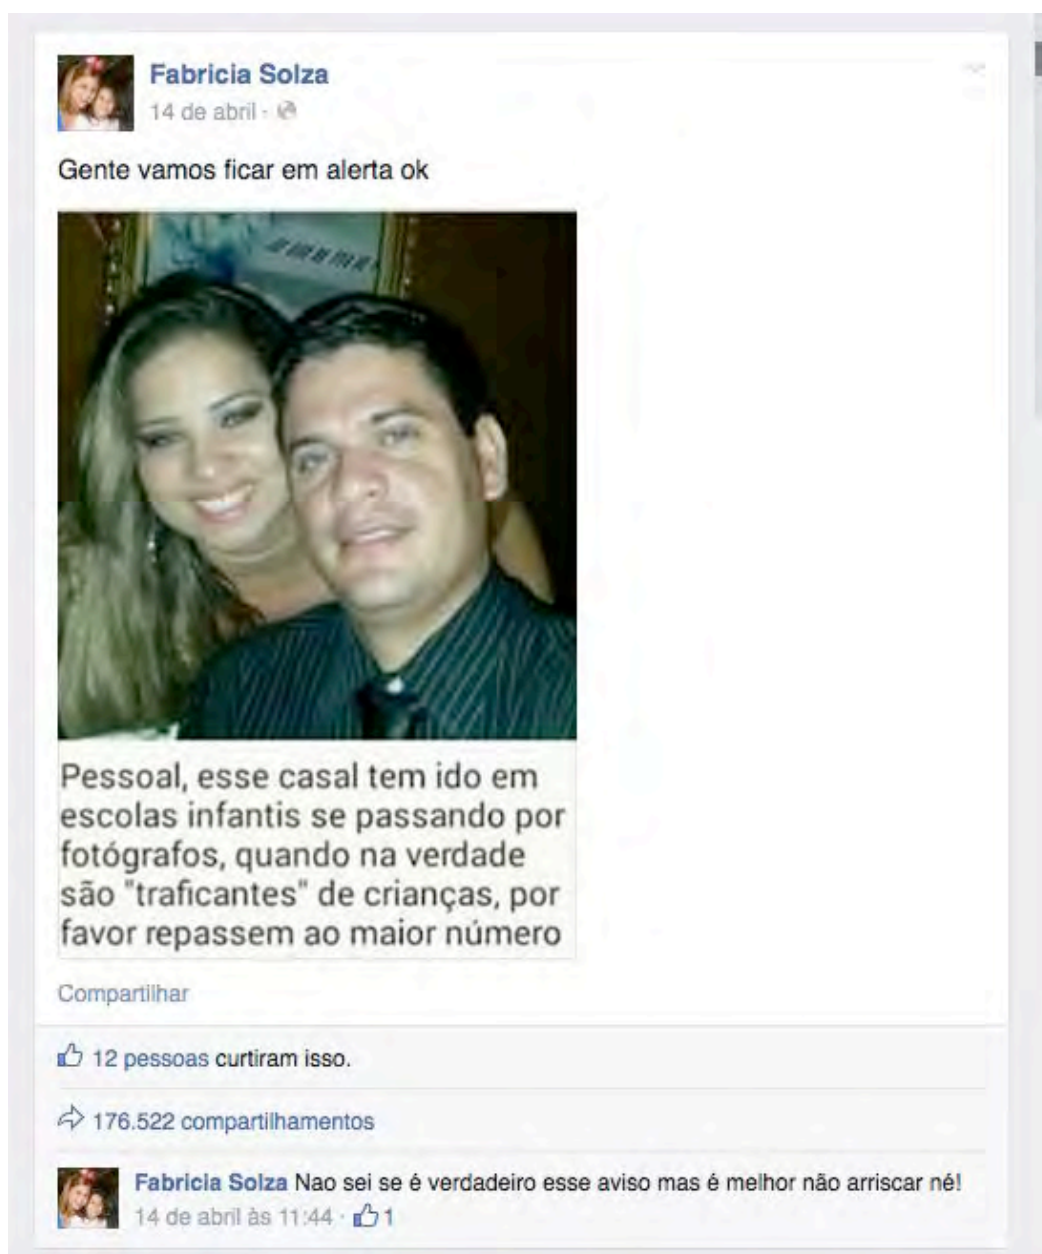 Fabricia Solza
14 de abril ·
Gente vamos ficar em alerta ok
Pessoal, esse casal tem ido em
escolas infantis se passando por
fotógrafos, quando na verdade
são "traficantes" de crianças, por
favor repassem ao maior número
Compartilhar
12 pessoas curtiram isso.
176.522 compartilhamentos
Fabricia Solza Nao sei se é verdadeiro esse aviso mas é melhor não arriscar né!
14 de abril às 11:44 · 1